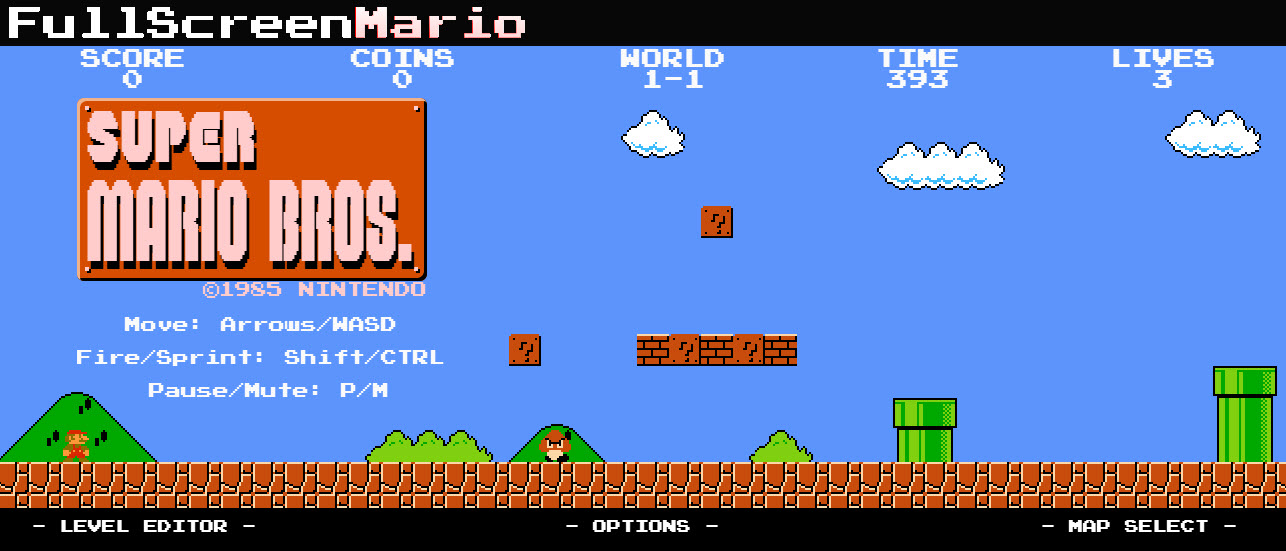 FullScreenMario
SCORE COINS WORLD TIME LIVES
0 0 1-1 393 3
SUPER
MARIO BROS.
©1985 NINTENDO
Move: Arrows/WASD
Fire/Sprint: Shift/CTRL
Pause/Mute: P/M
?
? ? ?
- LEVEL EDITOR - - OPTIONS - - MAP SELECT -